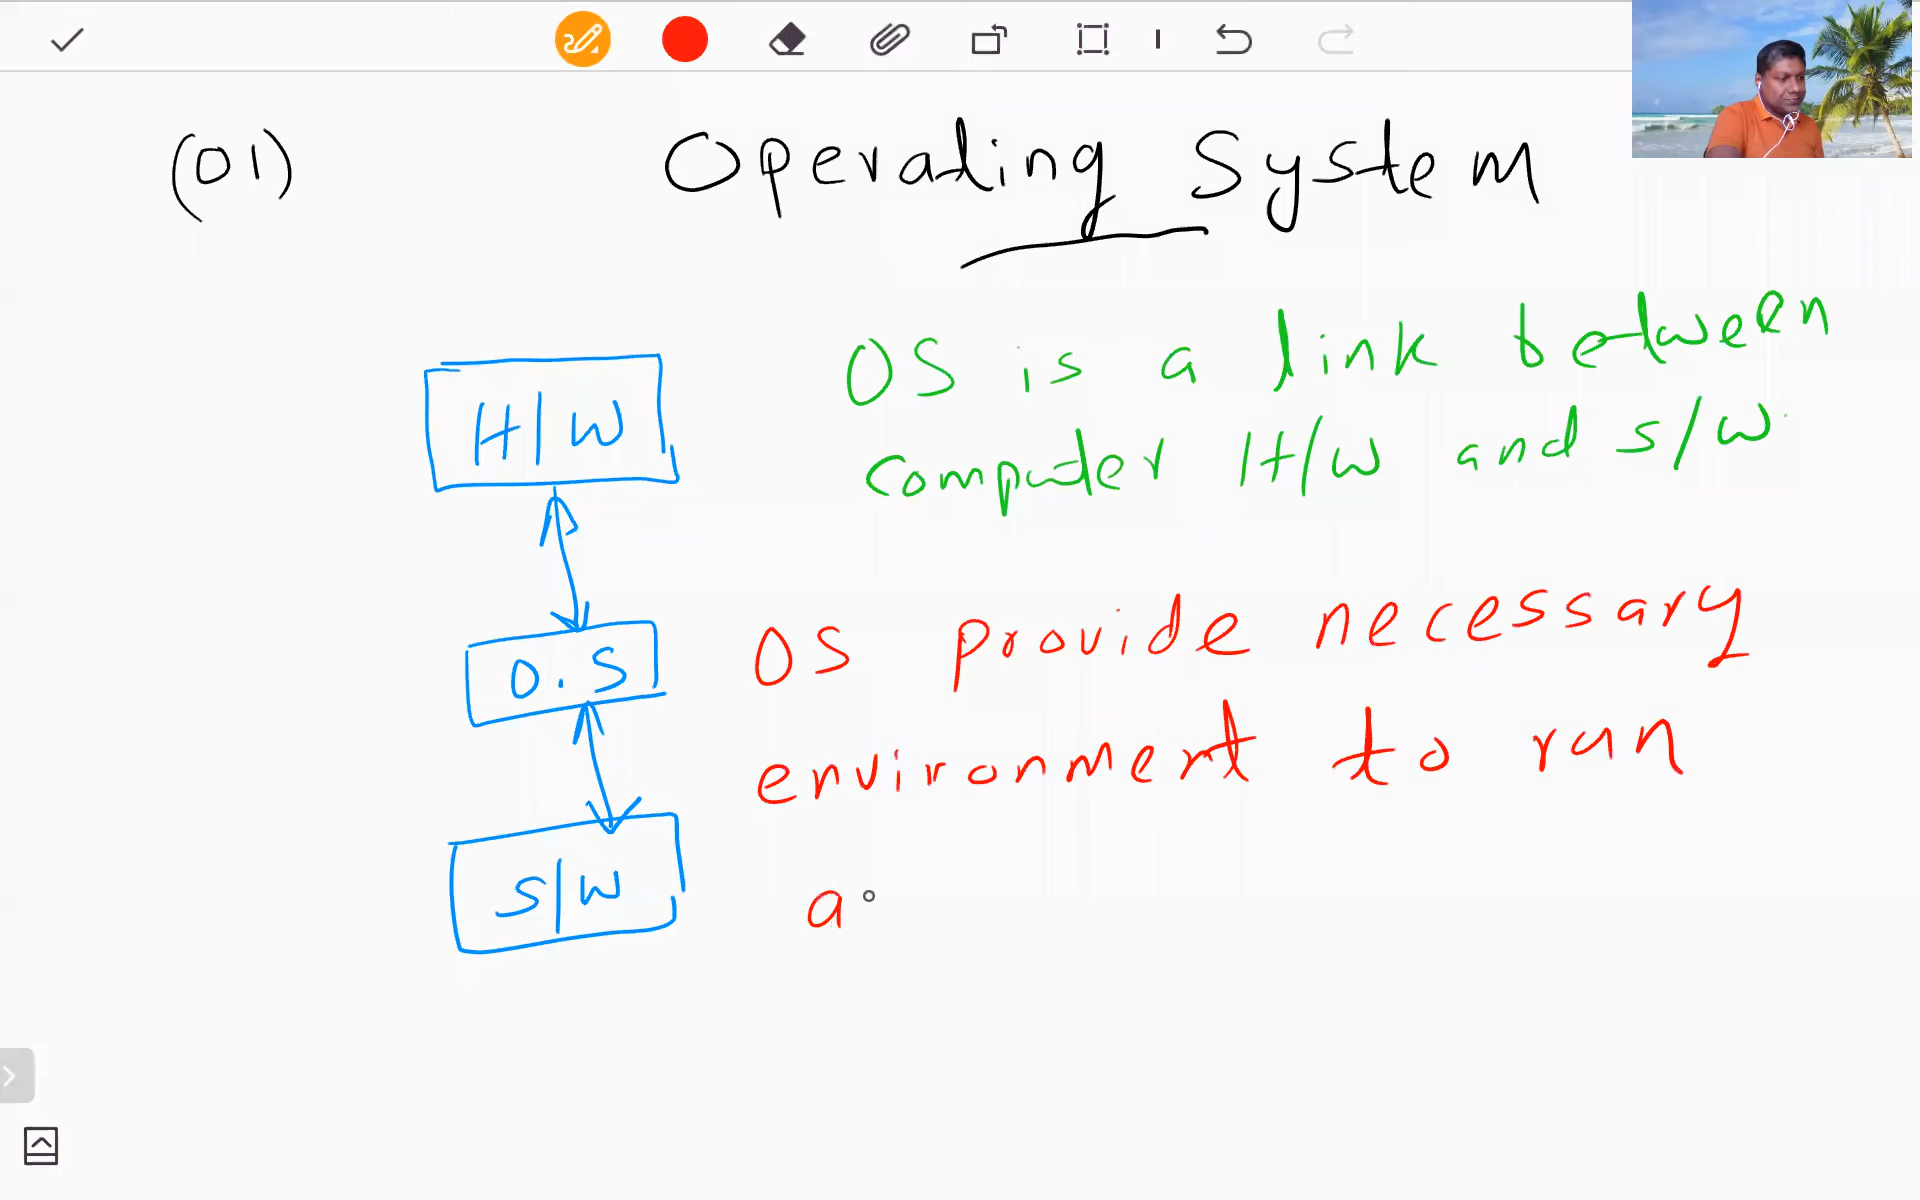 (01)
Operating System
H/W
O.S
S/W
OS is a link between
computer H/W and S/W
OS provide necessary
environment to run
a